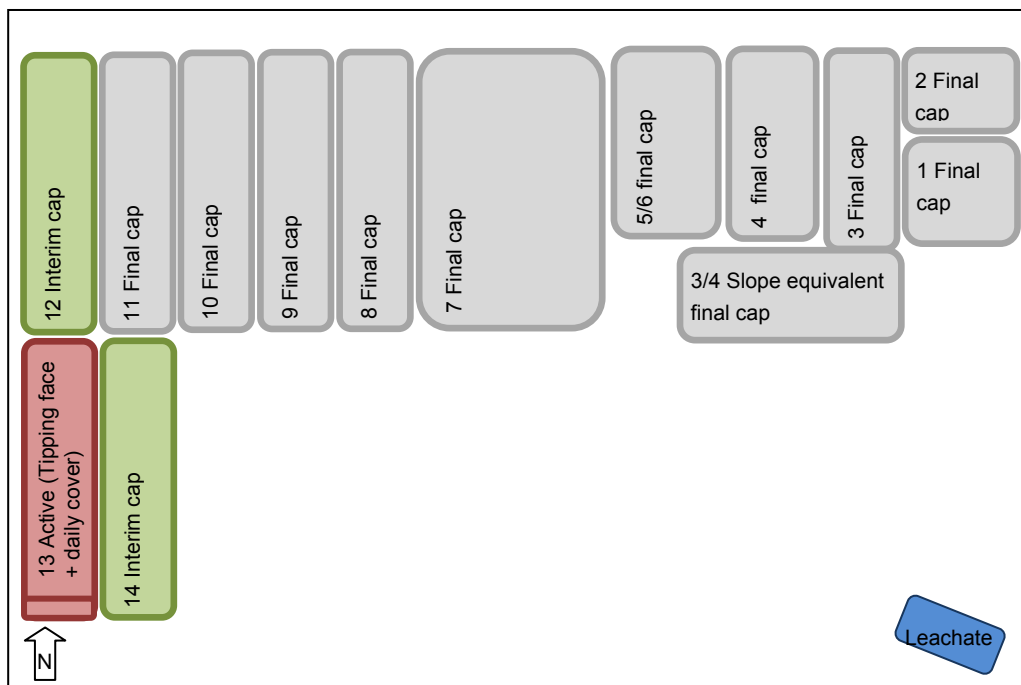 12 Interim cap
11 Final cap
10 Final cap
9 Final cap
8 Final cap
7 Final cap
5/6 final cap
4 final cap
3 Final cap
2 Final
cap
1 Final
cap
3/4 Slope equivalent
final cap
13 Active (Tipping face
+ daily cover)
14 Interim cap
N
Leachate